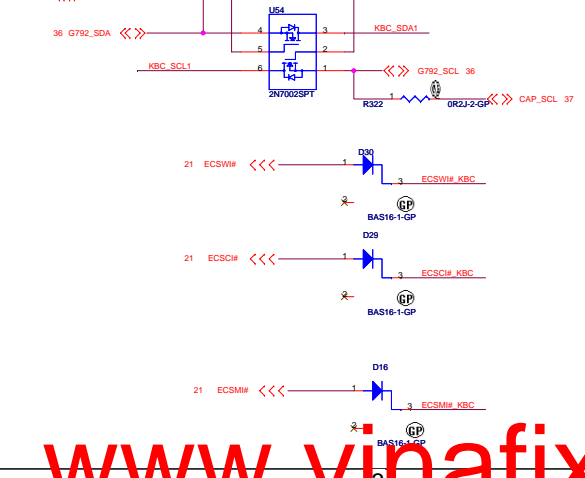 U54
36 G792_SDA 4 3 KBC_SDA1
5 2
KBC_SCL1 6 1 G792_SCL 36
2N7002SPT
R322 1 0R2J-2-GP CAP_SCL 37
D30
21 ECSWI# 1
3 ECSWI#_KBC
2 GP
BAS16-1-GP
D29
21 ECSCI# 1
3 ECSCI#_KBC
2 GP
BAS16-1-GP
D16
21 ECSMI# 1
3 ECSMI#_KBC
2 GP
BAS16-1-GP
www.vinafix